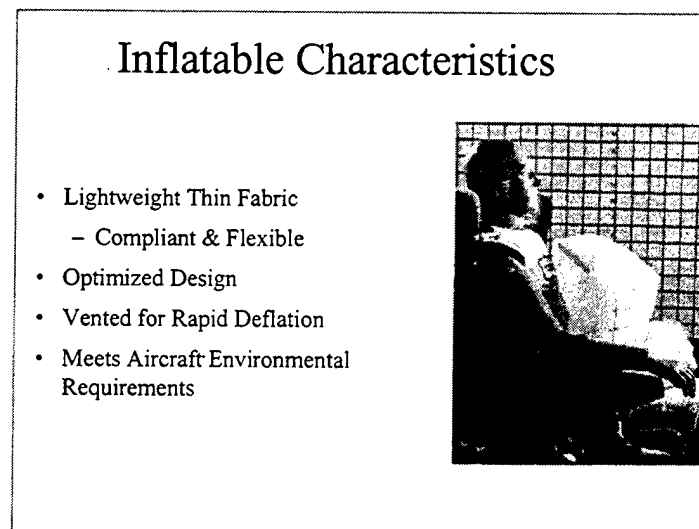 Inflatable Characteristics
• Lightweight Thin Fabric
– Compliant & Flexible
• Optimized Design
• Vented for Rapid Deflation
• Meets Aircraft Environmental
Requirements